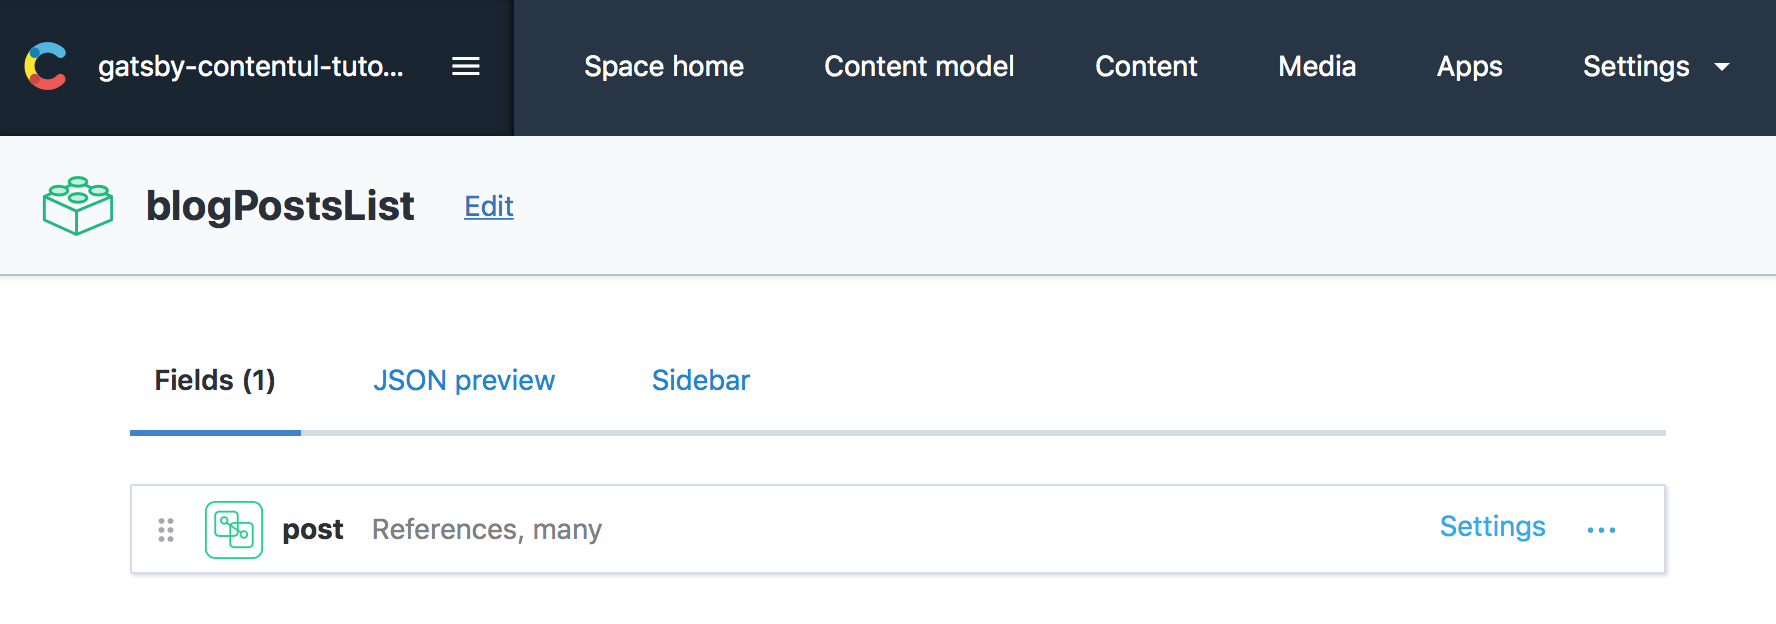 gatsby-contentul-tuto... Space home Content model Content Media Apps Settings
blogPostsList Edit
Fields (1) JSON preview Sidebar
post References, many Settings ...